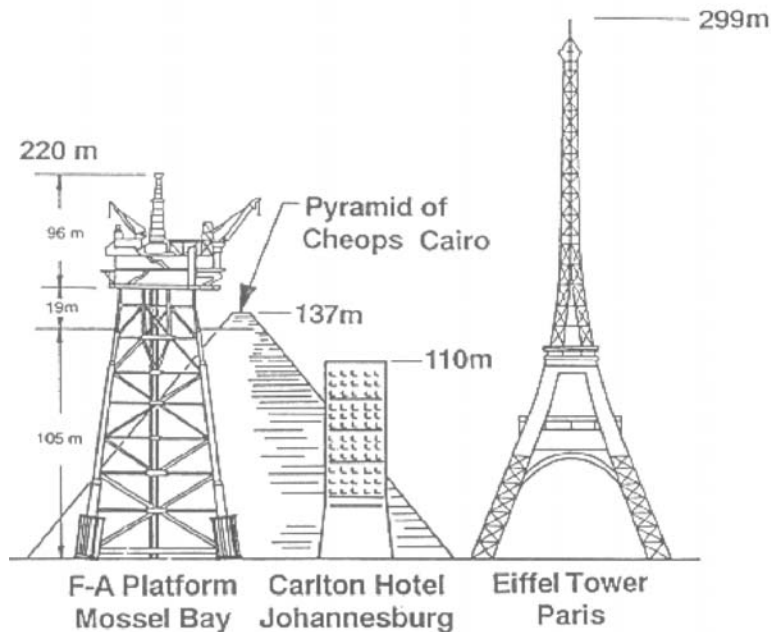 299m
220 m
96 m
Pyramid of
Cheops Cairo
19m
137m
110m
105 m
F-A Platform
Mossel Bay
Carlton Hotel
Johannesburg
Eiffel Tower
Paris